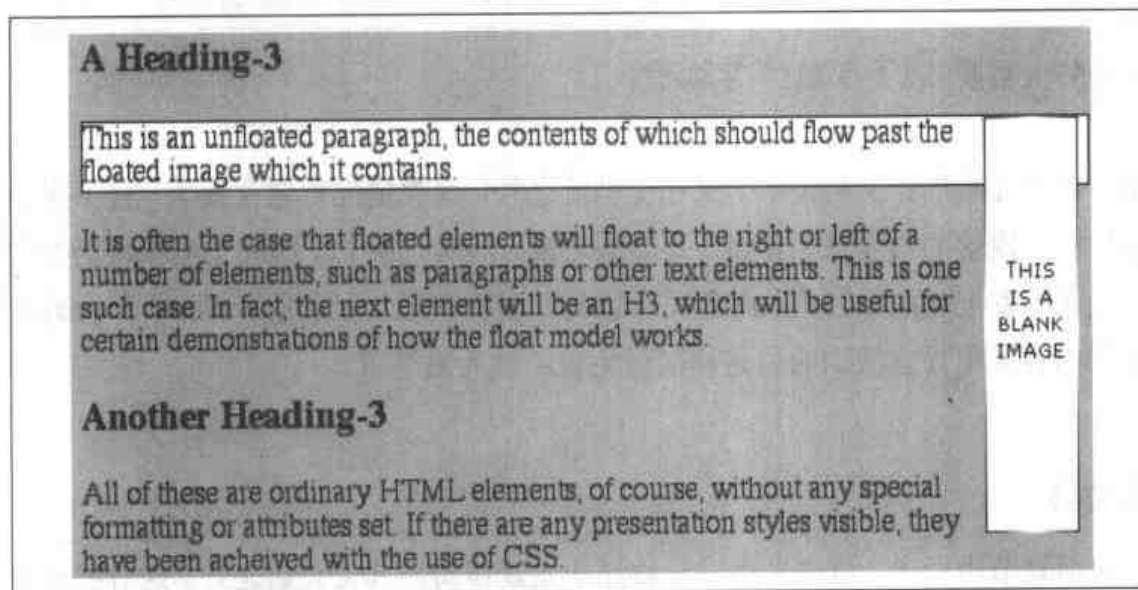 A Heading-3
This is an unfloated paragraph, the contents of which should flow past the
floated image which it contains.
It is often the case that floated elements will float to the right or left of a
number of elements, such as paragraphs or other text elements. This is one
such case. In fact, the next element will be an H3, which will be useful for
certain demonstrations of how the float model works.
THIS
IS A
BLANK
IMAGE
Another Heading-3
All of these are ordinary HTML elements, of course, without any special
formatting or attributes set. If there are any presentation styles visible, they
have been acheived with the use of CSS.